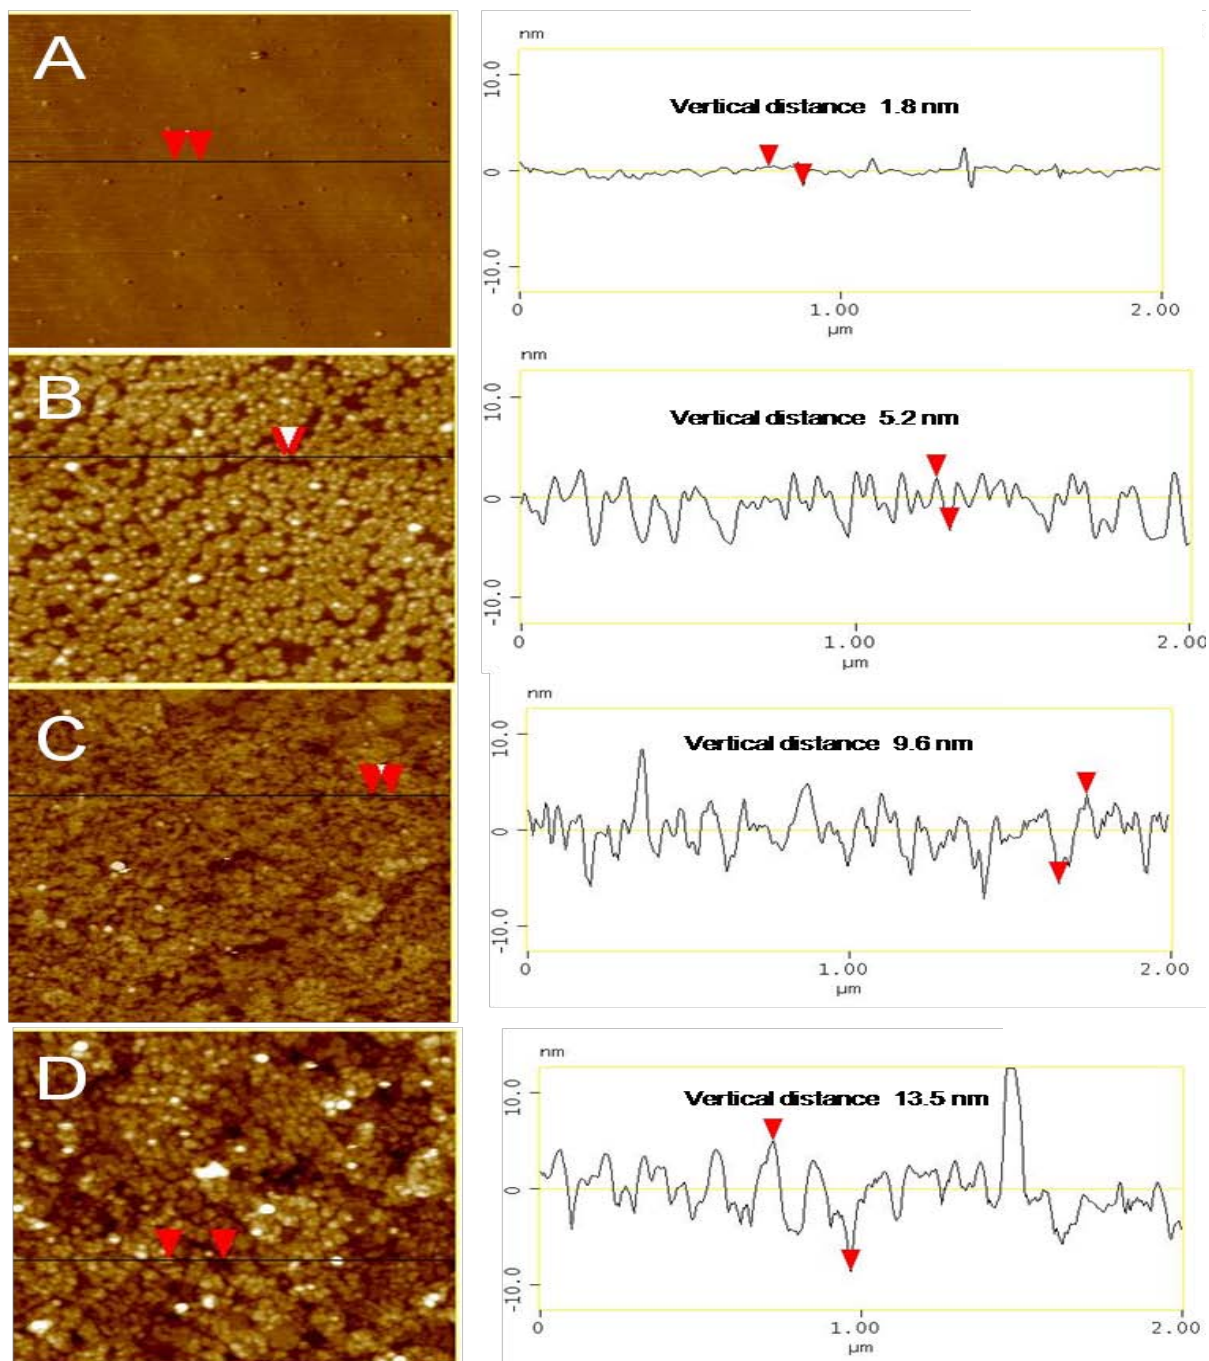 A
nm
10.0
Vertical distance 1.8 nm
0
-10.0
0 1.00 2.00
µm
B
nm
10.0
Vertical distance 5.2 nm
0
-10.0
0 1.00 2.00
µm
C
nm
10.0
Vertical distance 9.6 nm
0
-10.0
0 1.00 2.00
µm
D
nm
10.0
Vertical distance 13.5 nm
0
-10.0
0 1.00 2.00
µm